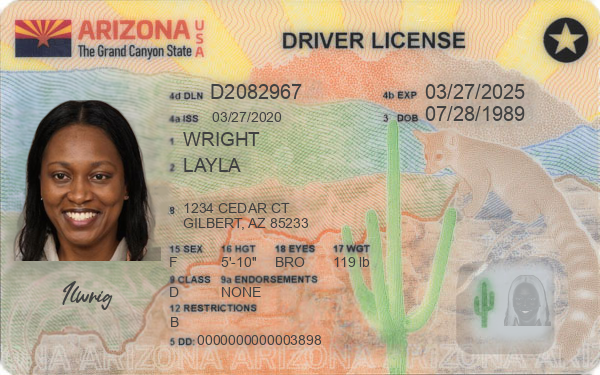 ARIZONA USA
The Grand Canyon State
DRIVER LICENSE
4d DLN D2082967
4b EXP 03/27/2025
4a ISS 03/27/2020
3 DOB 07/28/1989
1 WRIGHT
2 LAYLA
8 1234 CEDAR CT
GILBERT, AZ 85233
15 SEX 16 HGT 18 EYES 17 WGT
F 5'-10" BRO 119 lb
9 CLASS 9a ENDORSEMENTS
D NONE
12 RESTRICTIONS
B
5 DD: 0000000000003898
ARIZONA ARIZONA ARIZONA ARIZONA